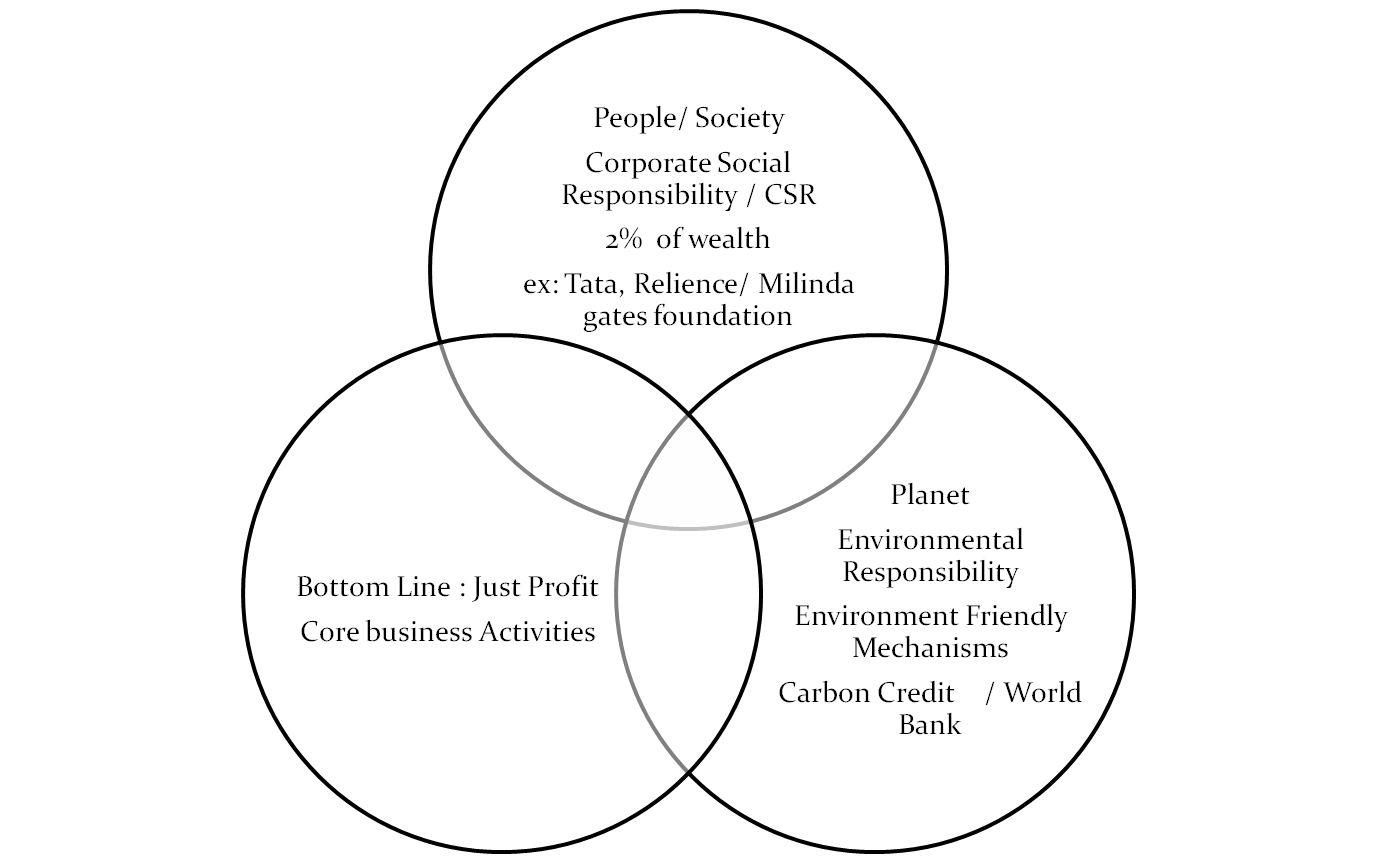 People/ Society
Corporate Social
Responsibility / CSR
2% of wealth
ex: Tata, Relience/ Milinda
gates foundation
Bottom Line : Just Profit
Core business Activities
Planet
Environmental
Responsibility
Environment Friendly
Mechanisms
Carbon Credit / World
Bank